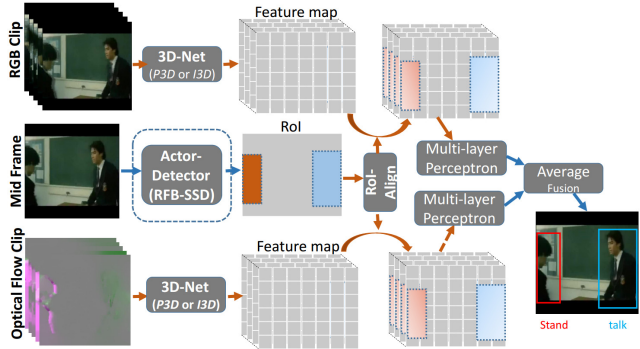 RGB Clip
3D-Net
(P3D or I3D)
Feature map
Mid Frame
Actor-
Detector
(RFB-SSD)
RoI
RoI-
Align
Multi-layer
Perceptron
Multi-layer
Perceptron
Average
Fusion
Optical Flow Clip
3D-Net
(P3D or I3D)
Feature map
Stand
talk